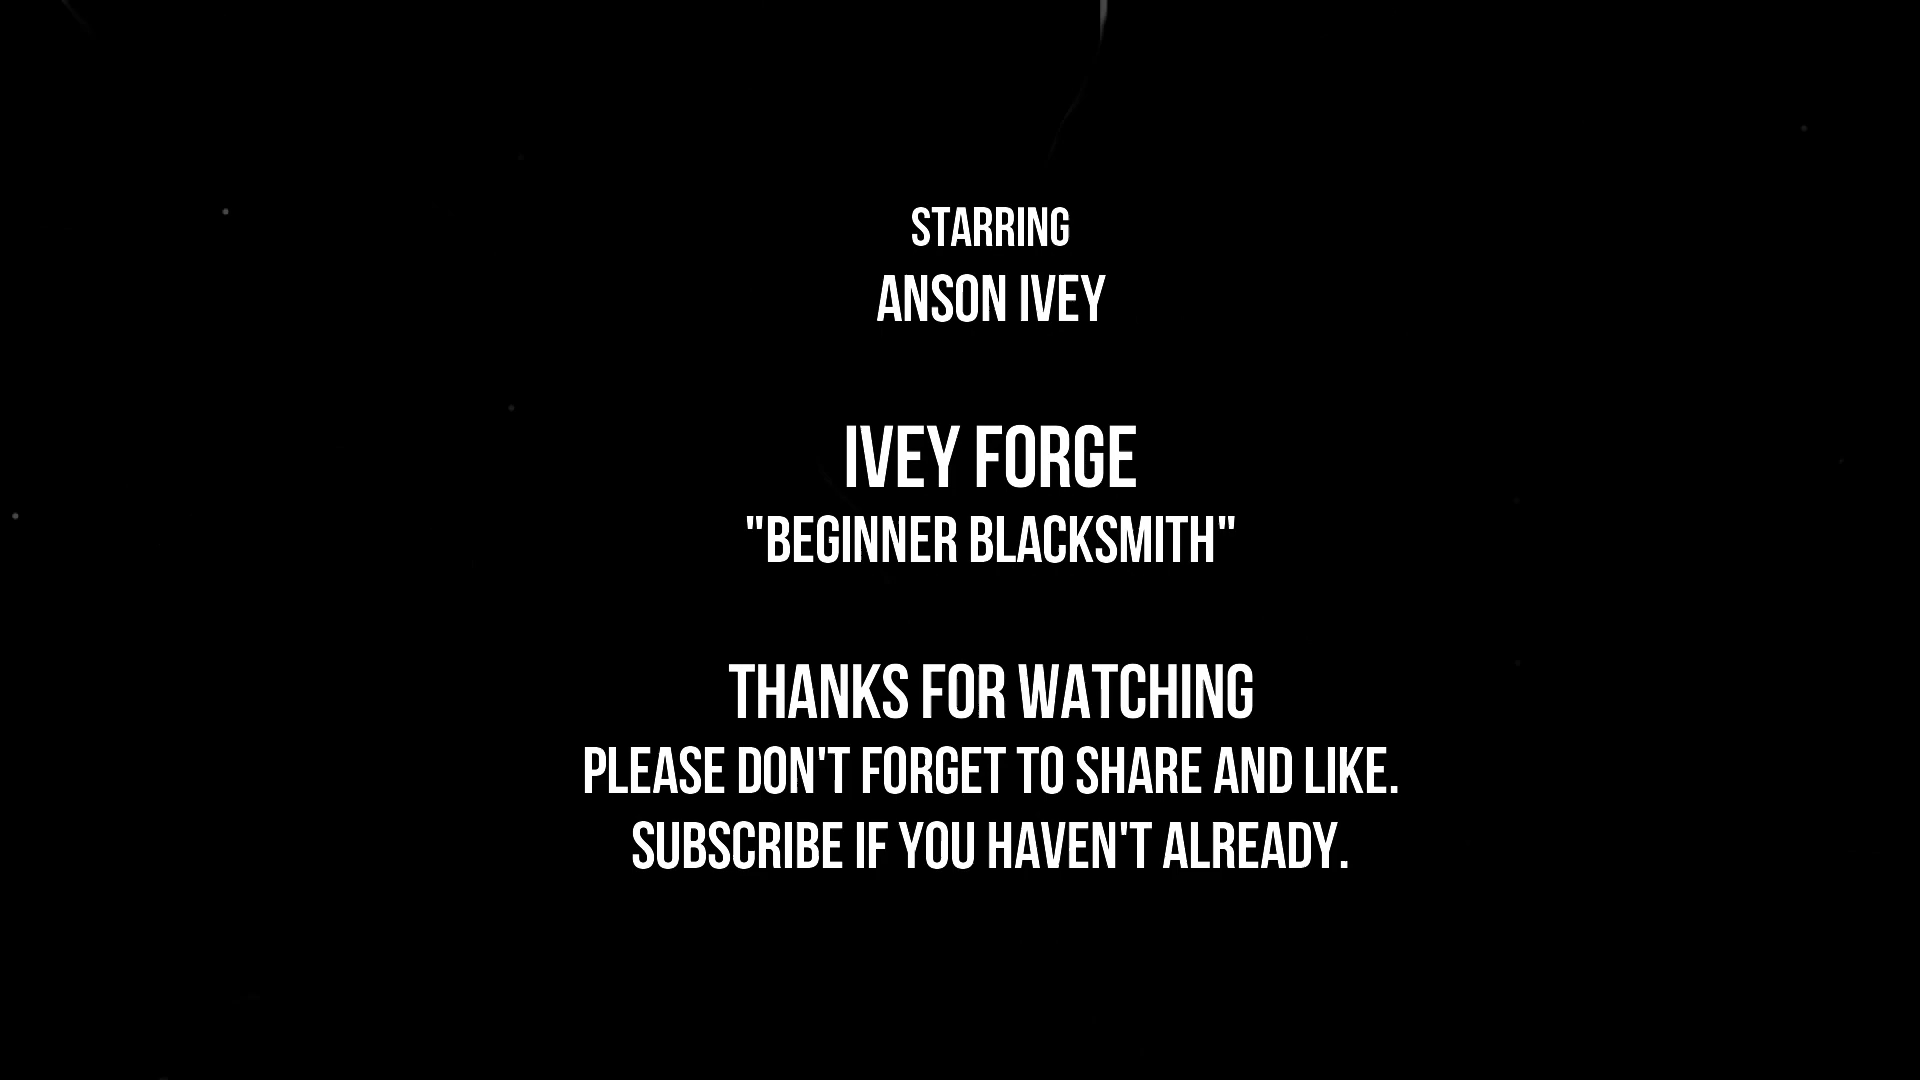 STARRING
ANSON IVEY
IVEY FORGE
"BEGINNER BLACKSMITH"
THANKS FOR WATCHING
PLEASE DON'T FORGET TO SHARE AND LIKE.
SUBSCRIBE IF YOU HAVEN'T ALREADY.